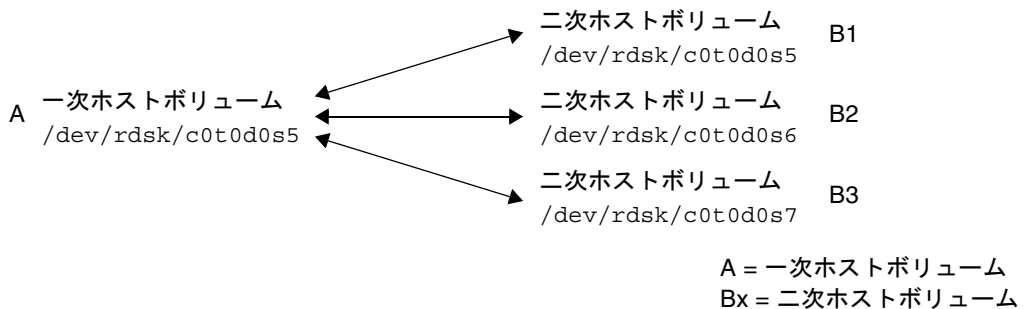 二次ホストボリューム
/dev/rdsk/c0t0d0s5
B1
A
一次ホストボリューム
/dev/rdsk/c0t0d0s5
二次ホストボリューム
/dev/rdsk/c0t0d0s6
B2
二次ホストボリューム
/dev/rdsk/c0t0d0s7
B3
A = 一次ホストボリューム
Bx = 二次ホストボリューム